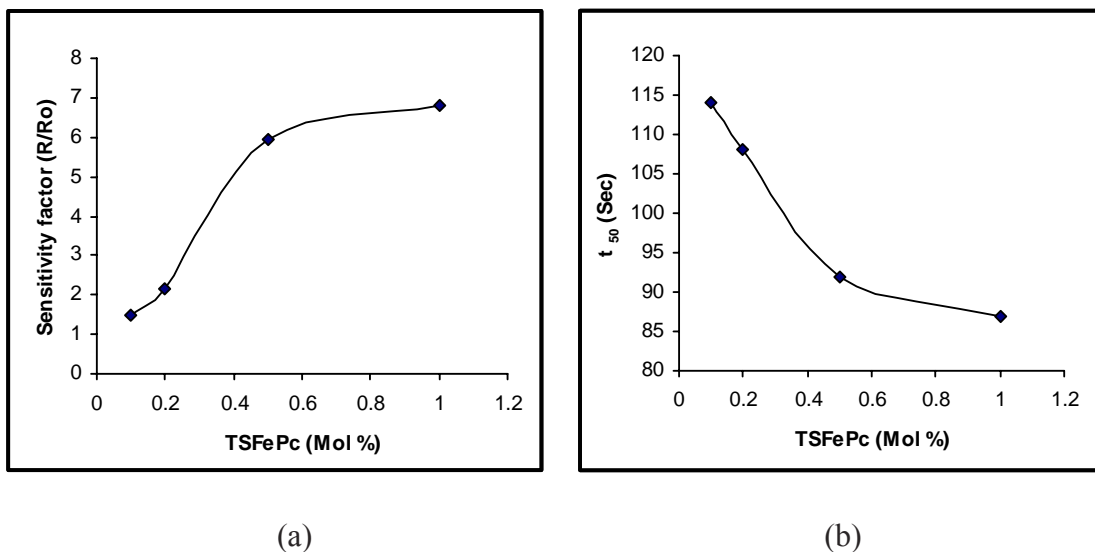 8
7
6
5
4
3
2
1
0
Sensitivity factor (R/Ro)
0 0.2 0.4 0.6 0.8 1 1.2
TSFePc (Mol %)
(a)
120
115
110
105
100
95
90
85
80
t 50 (Sec)
0 0.2 0.4 0.6 0.8 1 1.2
TSFePc (Mol %)
(b)